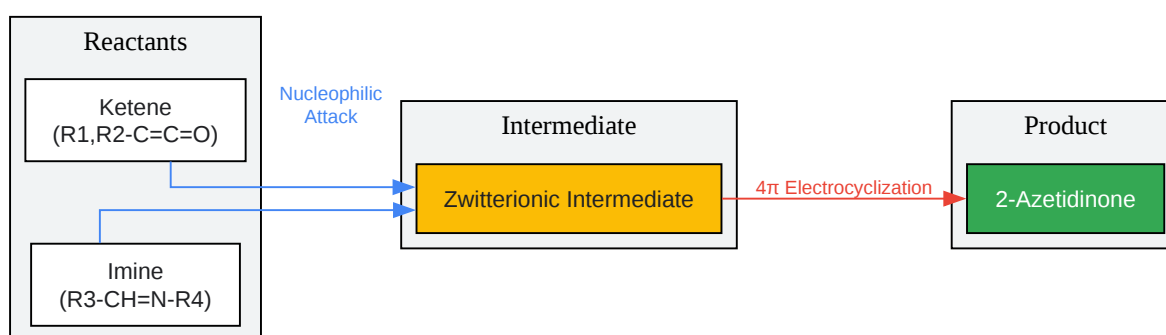 Reactants
Ketene
(R1,R2-C=C=O)
Imine
(R3-CH=N-R4)
Nucleophilic
Attack
Intermediate
Zwitterionic Intermediate
4π Electrocyclization
Product
2-Azetidinone